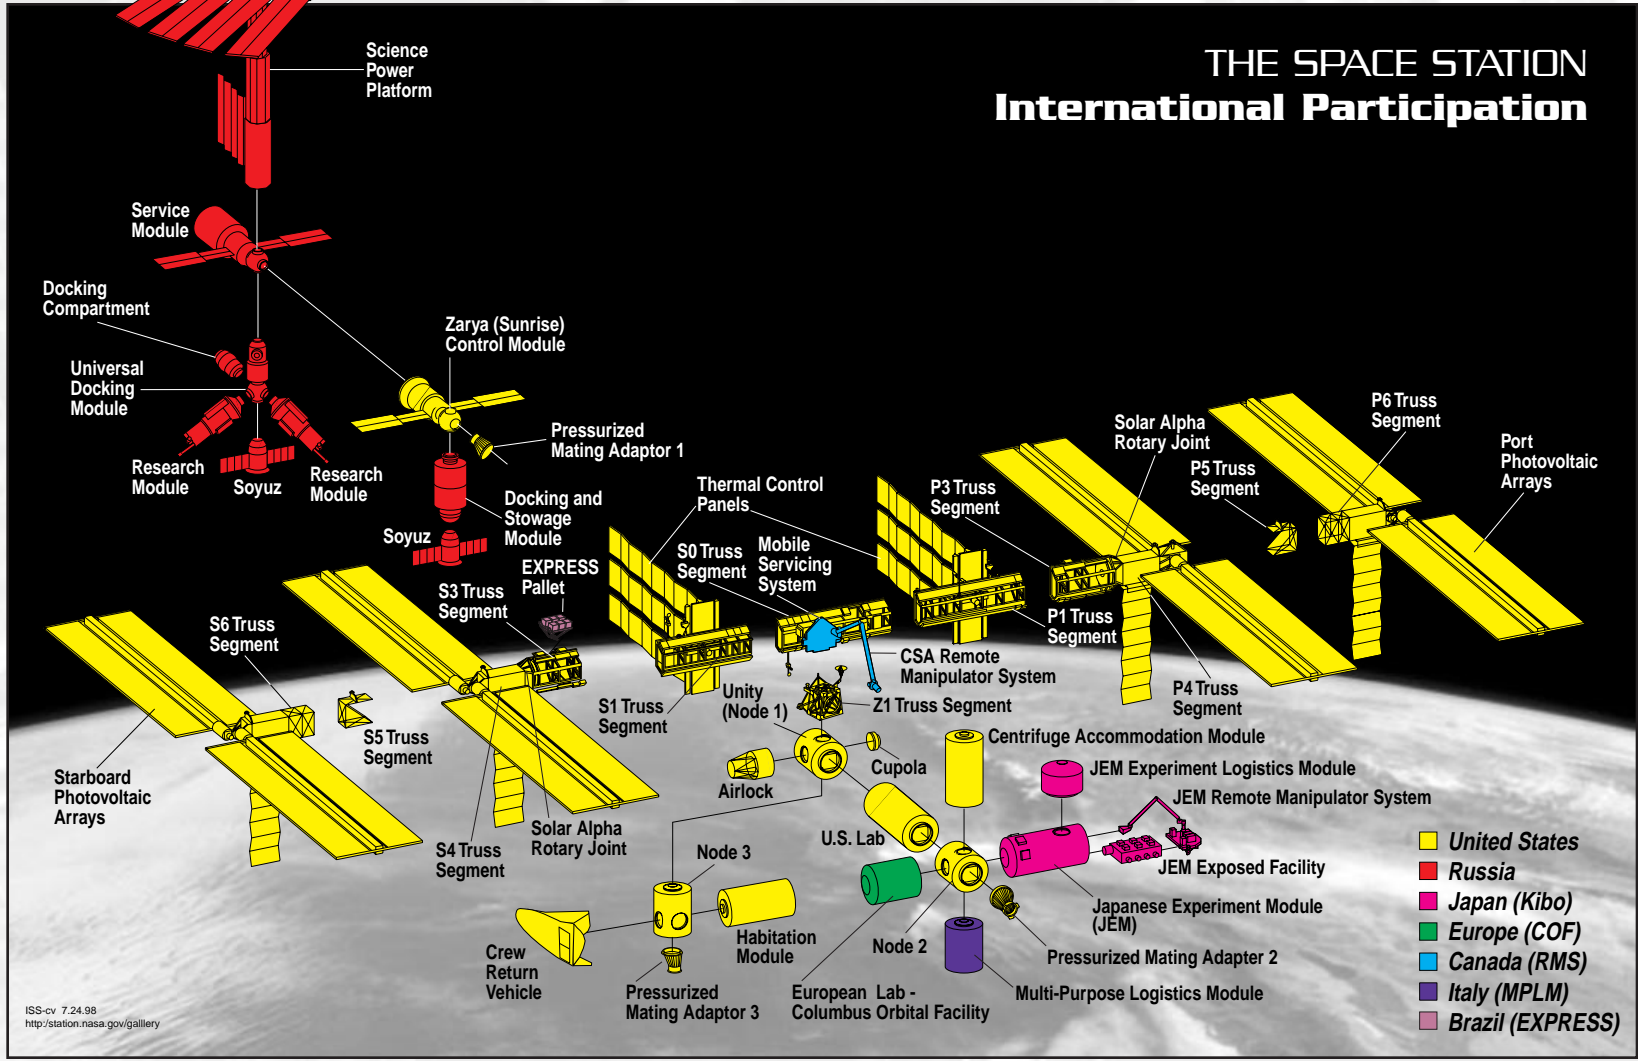 THE SPACE STATION
International Participation
Science
Power
Platform
Service
Module
Docking
Compartment
Universal
Docking
Module
Research
Module
Soyuz
Research
Module
Zarya (Sunrise)
Control Module
Pressurized
Mating Adaptor 1
Docking and
Stowage
Module
Soyuz
EXPRESS
Pallet
S3 Truss
Segment
S6 Truss
Segment
S5 Truss
Segment
Starboard
Photovoltaic
Arrays
S4 Truss
Segment
Solar Alpha
Rotary Joint
Thermal Control
Panels
S0 Truss
Segment
Mobile
Servicing
System
S1 Truss
Segment
P3 Truss
Segment
Solar Alpha
Rotary Joint
P5 Truss
Segment
P6 Truss
Segment
Port
Photovoltaic
Arrays
P1 Truss
Segment
P4 Truss
Segment
CSA Remote
Manipulator System
Z1 Truss Segment
Unity
(Node 1)
Cupola
Airlock
U.S. Lab
Centrifuge Accommodation Module
JEM Experiment Logistics Module
JEM Remote Manipulator System
JEM Exposed Facility
Japanese Experiment Module
(JEM)
Pressurized Mating Adapter 2
Multi-Purpose Logistics Module
Node 2
European Lab -
Columbus Orbital Facility
Node 3
Habitation
Module
Crew
Return
Vehicle
Pressurized
Mating Adaptor 3
United States
Russia
Japan (Kibo)
Europe (COF)
Canada (RMS)
Italy (MPLM)
Brazil (EXPRESS)
ISS-cv 7.24.98
http:/station.nasa.gov/galllery